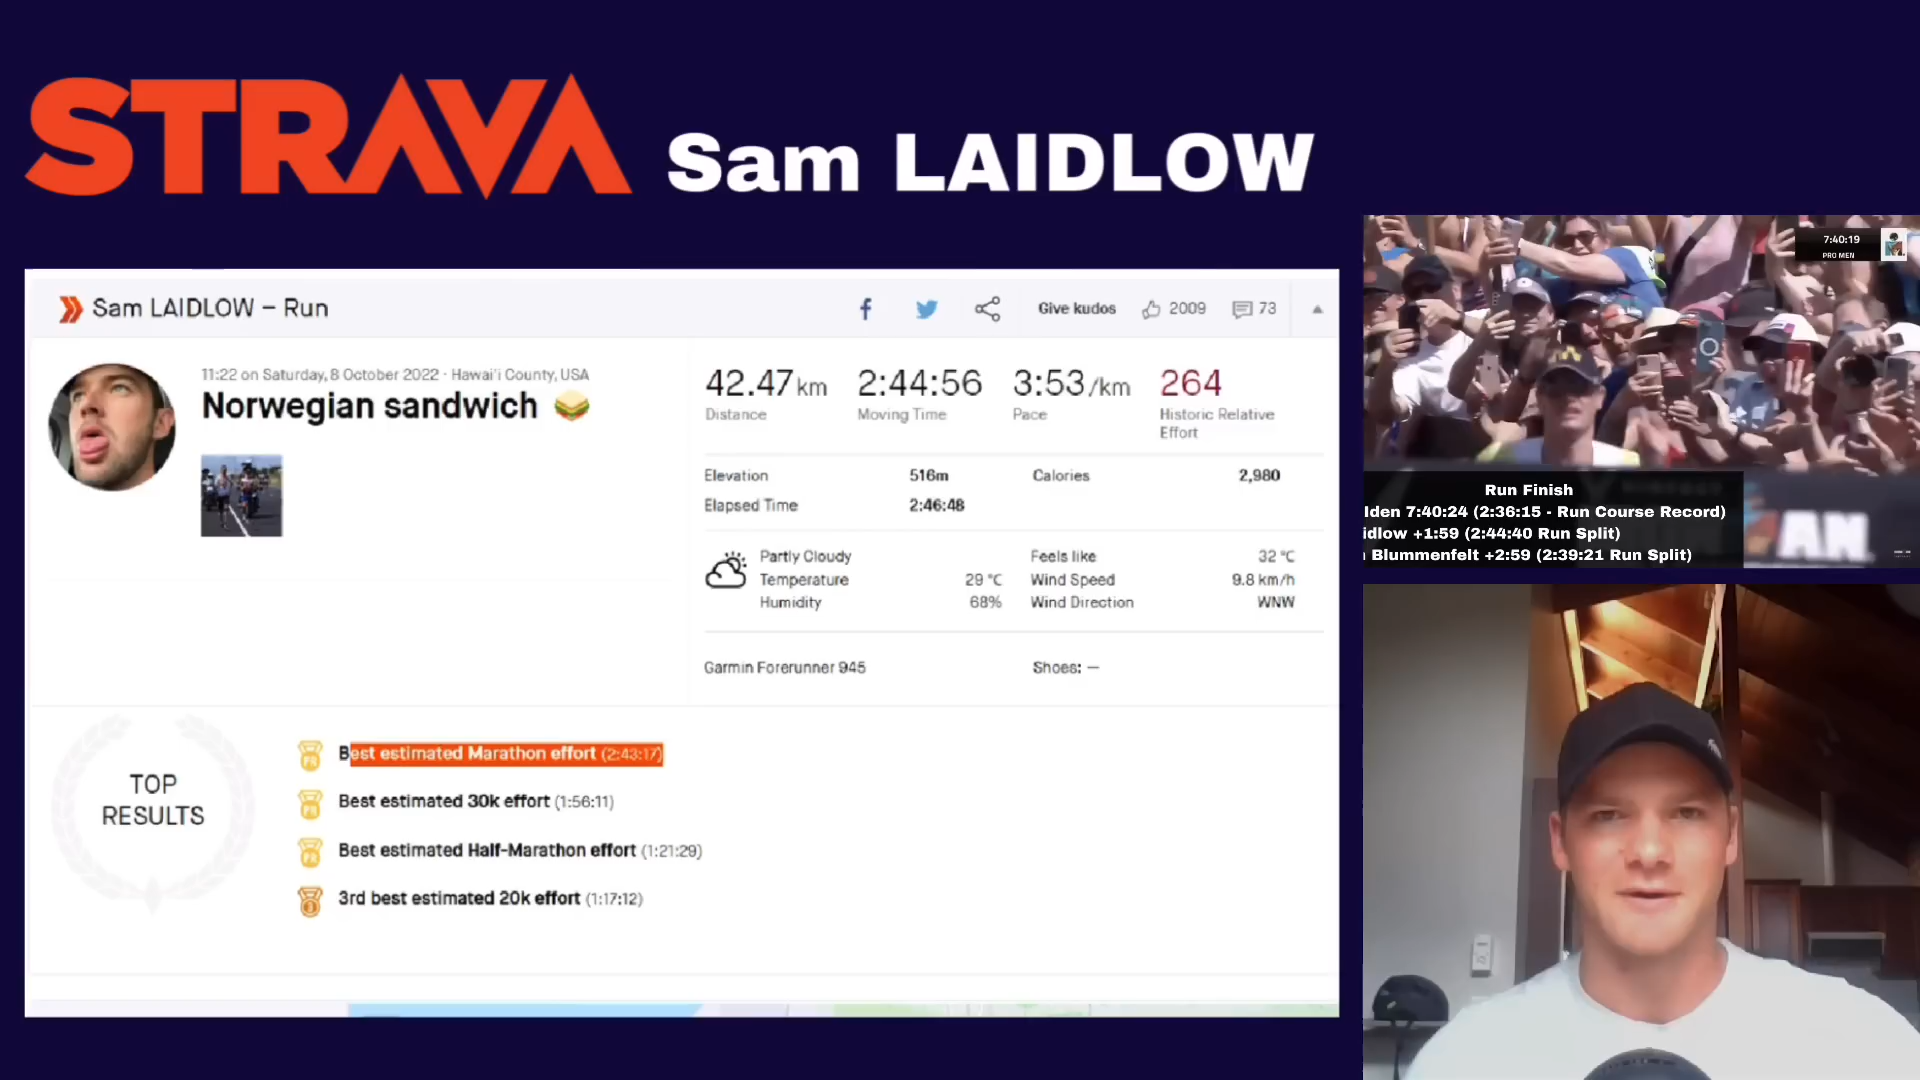 STRAVA Sam LAIDLOW
Sam LAIDLOW – Run
Give kudos 2009 73
11:22 on Saturday, 8 October 2022 · Hawai'i County, USA
Norwegian sandwich
42.47 km 2:44:56 3:53 /km 264
Distance Moving Time Pace Historic Relative
Effort
Elevation 516m Calories 2,980
Elapsed Time 2:46:48
Partly Cloudy Feels like 32 °C
Temperature 29 °C Wind Speed 9.8 km/h
Humidity 68% Wind Direction WNW
Garmin Forerunner 945 Shoes: —
TOP
RESULTS
Best estimated Marathon effort (2:43:17)
Best estimated 30k effort (1:56:11)
Best estimated Half-Marathon effort (1:21:29)
3rd best estimated 20k effort (1:17:12)
7:40:19
PRO MEN
Run Finish
lden 7:40:24 (2:36:15 - Run Course Record)
idlow +1:59 (2:44:40 Run Split)
Blummenfelt +2:59 (2:39:21 Run Split)
AN